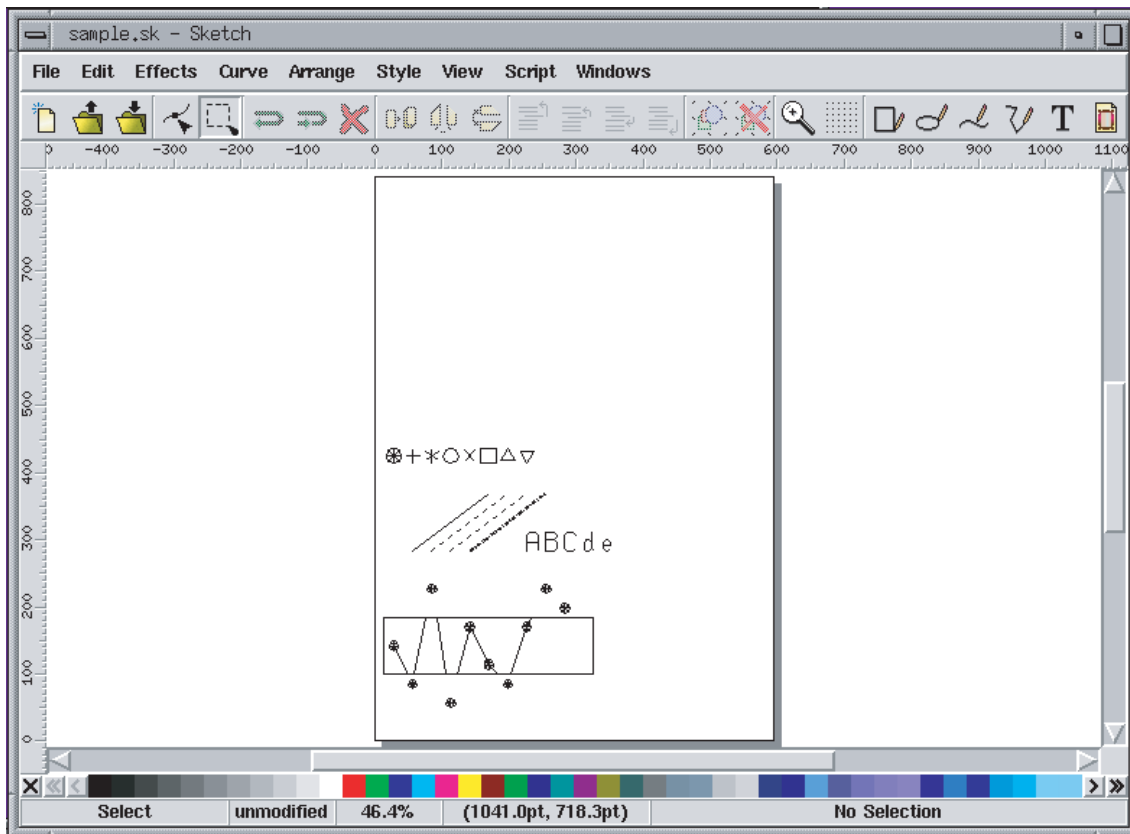 sample.sk - Sketch
File Edit Effects Curve Arrange Style View Script Windows
T
-400 -300 -200 -100 0 100 200 300 400 500 600 700 800 900 1000 1100
800
700
600
500
400
300
200
100
0
ABCde
Select unmodified 46.4% (1041.0pt, 718.3pt) No Selection